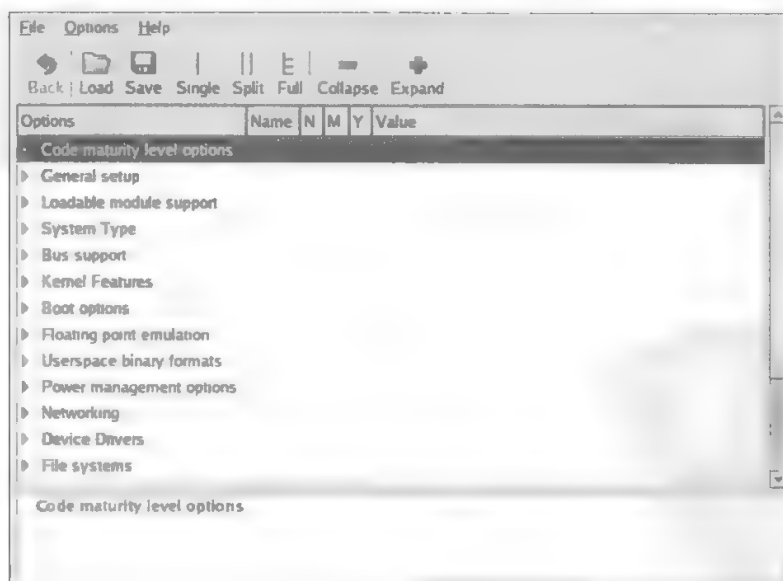 File Options Help
Back Load Save Single Split Full Collapse Expand
Options Name N M Y Value
Code maturity level options
General setup
Loadable module support
System Type
Bus support
Kernel Features
Boot options
Floating point emulation
Userspace binary formats
Power management options
Networking
Device Drivers
File systems
Code maturity level options